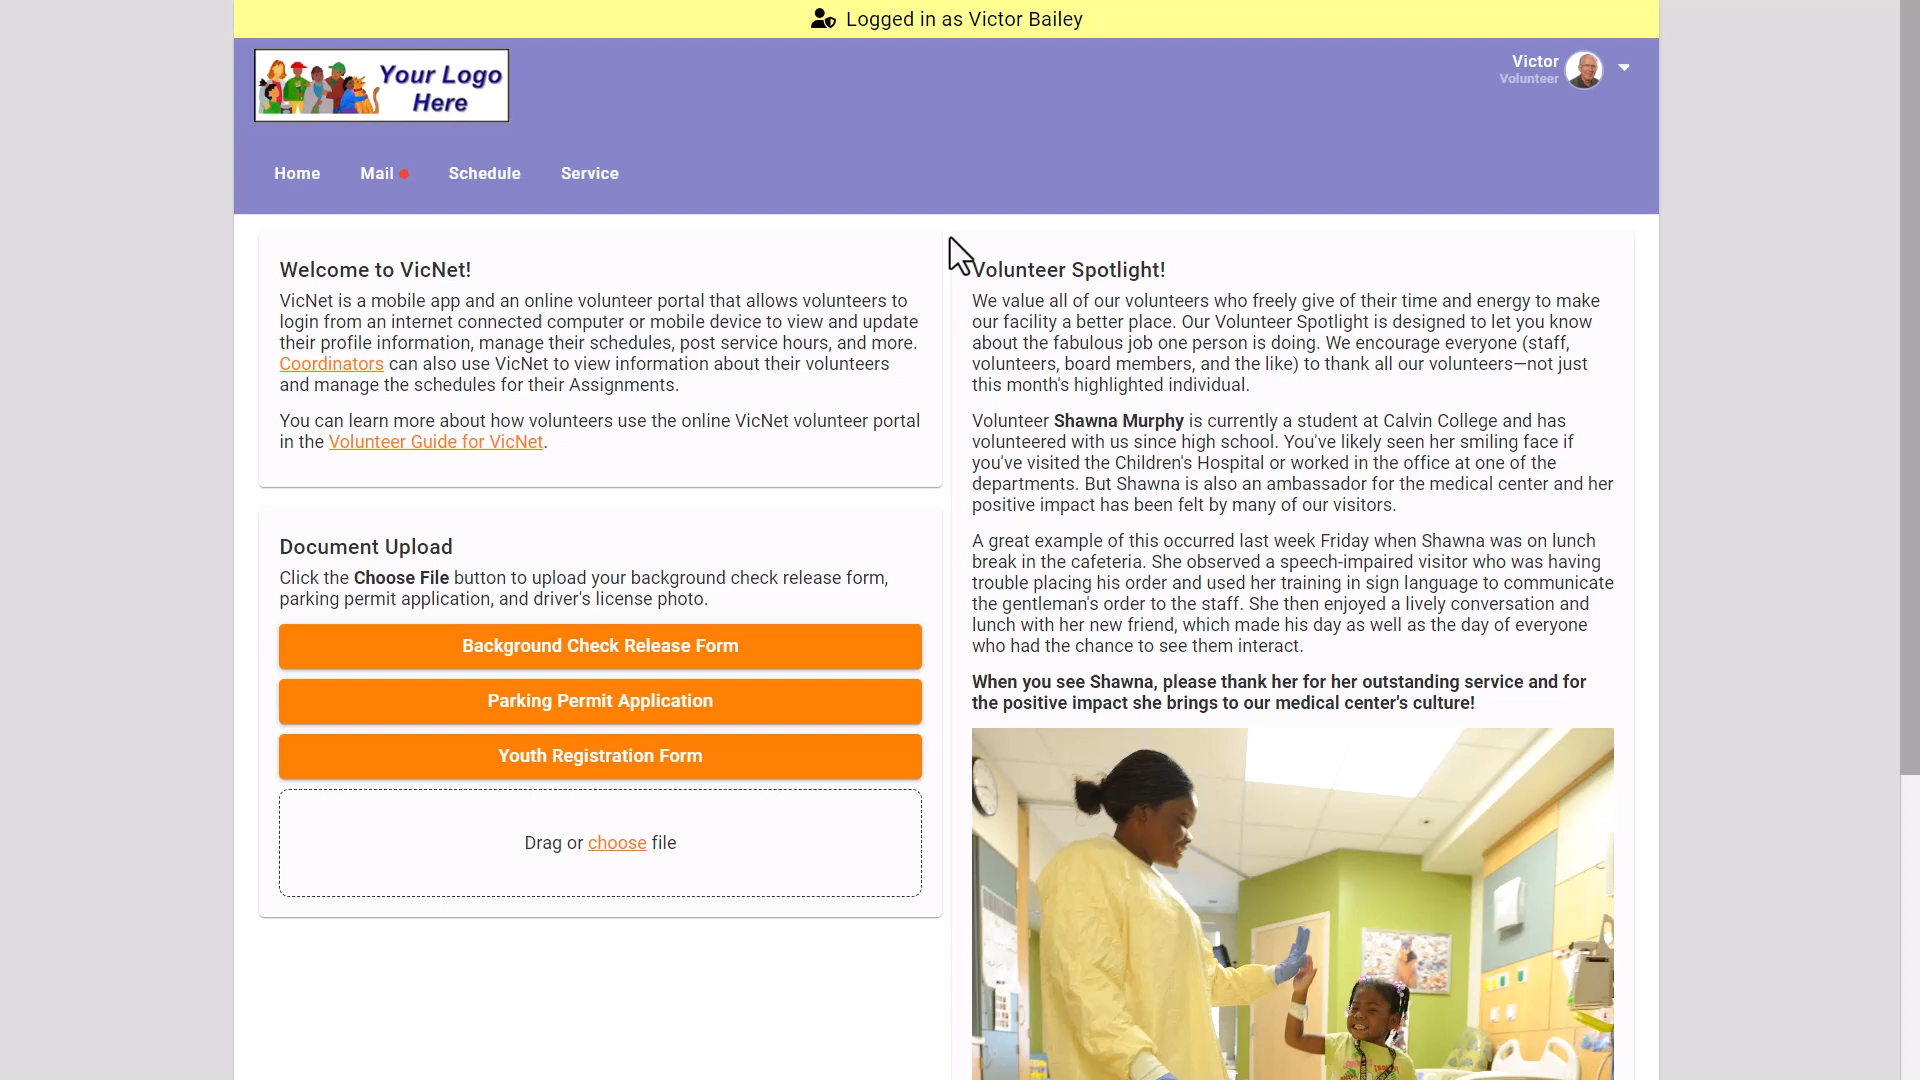 Logged in as Victor Bailey
Your Logo
Here
Victor
Volunteer
Home
Mail
Schedule
Service
Welcome to VicNet!
VicNet is a mobile app and an online volunteer portal that allows volunteers to
login from an internet connected computer or mobile device to view and update
their profile information, manage their schedules, post service hours, and more.
Coordinators can also use VicNet to view information about their volunteers
and manage the schedules for their Assignments.
You can learn more about how volunteers use the online VicNet volunteer portal
in the Volunteer Guide for VicNet.
Document Upload
Click the Choose File button to upload your background check release form,
parking permit application, and driver's license photo.
Background Check Release Form
Parking Permit Application
Youth Registration Form
Drag or choose file
Volunteer Spotlight!
We value all of our volunteers who freely give of their time and energy to make
our facility a better place. Our Volunteer Spotlight is designed to let you know
about the fabulous job one person is doing. We encourage everyone (staff,
volunteers, board members, and the like) to thank all our volunteers—not just
this month's highlighted individual.
Volunteer Shawna Murphy is currently a student at Calvin College and has
volunteered with us since high school. You've likely seen her smiling face if
you've visited the Children's Hospital or worked in the office at one of the
departments. But Shawna is also an ambassador for the medical center and her
positive impact has been felt by many of our visitors.
A great example of this occurred last week Friday when Shawna was on lunch
break in the cafeteria. She observed a speech-impaired visitor who was having
trouble placing his order and used her training in sign language to communicate
the gentleman's order to the staff. She then enjoyed a lively conversation and
lunch with her new friend, which made his day as well as the day of everyone
who had the chance to see them interact.
When you see Shawna, please thank her for her outstanding service and for
the positive impact she brings to our medical center's culture!